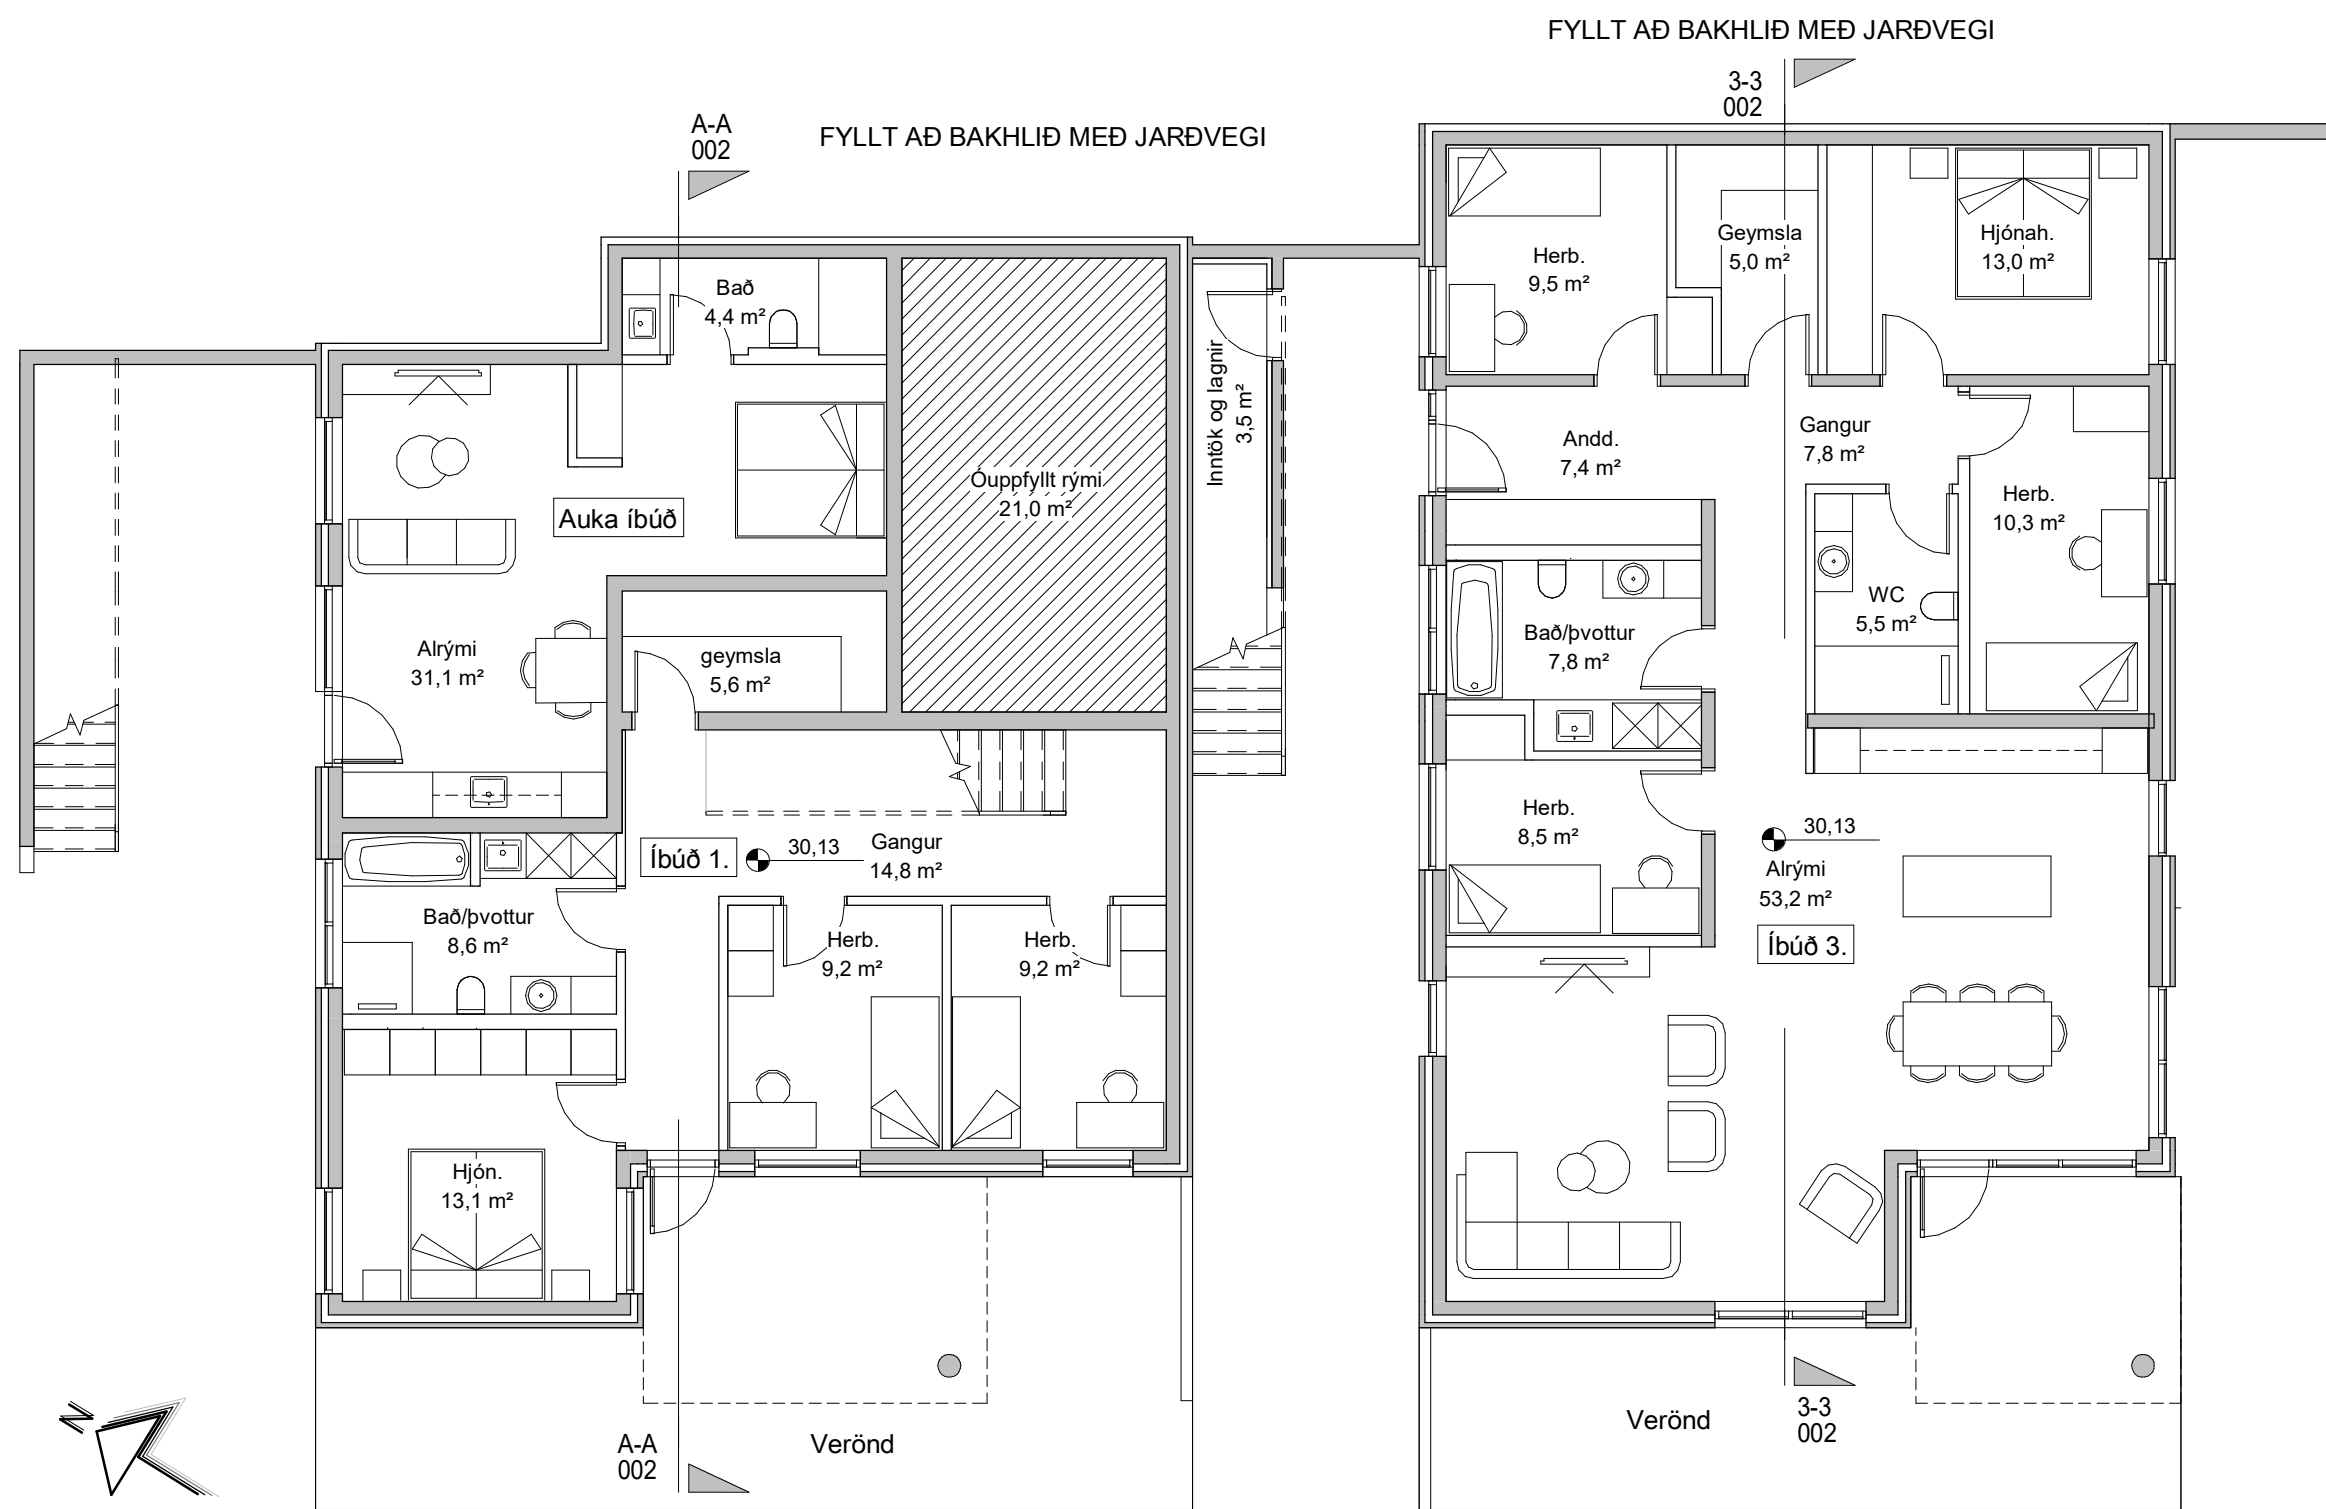 FYLLT AÐ BAKHLIÐ MEÐ JARÐVEGI
3-3
002
A-A
002
FYLLT AÐ BAKHLIÐ MEÐ JARÐVEGI
Bað
4,4 m²
Auka íbúð
Alrými
31,1 m²
geymsla
5,6 m²
Óuppfyllt rými
21,0 m²
Inntök og lagnir
3,5 m²
Íbúð 1.
30,13
Gangur
14,8 m²
Bað/þvottur
8,6 m²
Herb.
9,2 m²
Herb.
9,2 m²
Hjón.
13,1 m²
Verönd
A-A
002
N
Herb.
9,5 m²
Geymsla
5,0 m²
Hjónah.
13,0 m²
Andd.
7,4 m²
Gangur
7,8 m²
Herb.
10,3 m²
WC
5,5 m²
Bað/þvottur
7,8 m²
Herb.
8,5 m²
30,13
Alrými
53,2 m²
Íbúð 3.
Verönd
3-3
002